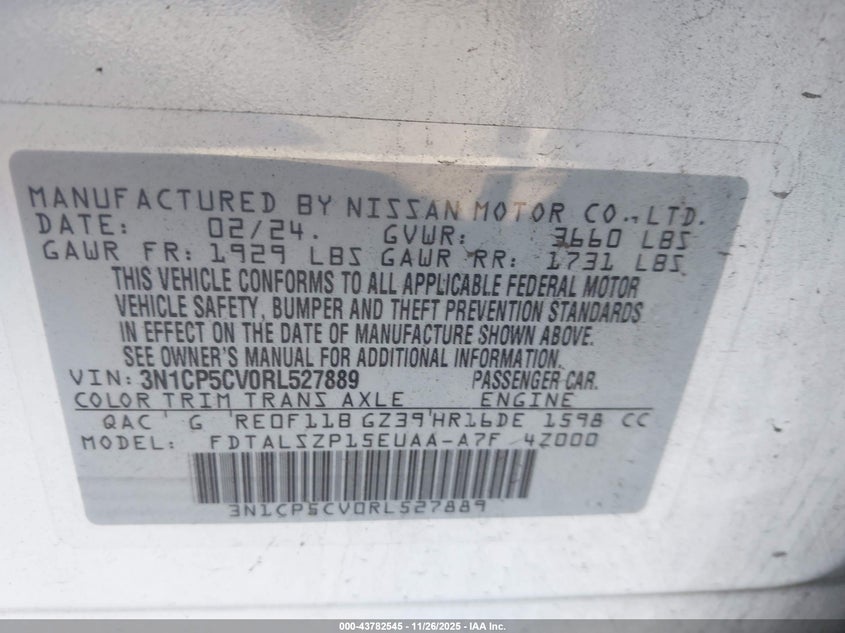 MANUFACTURED BY NISSAN MOTOR CO., LTD.
DATE: 02/24. GVWR: 3660 LBS
GAWR FR: 1929 LBS GAWR RR: 1731 LBS
THIS VEHICLE CONFORMS TO ALL APPLICABLE FEDERAL MOTOR
VEHICLE SAFETY, BUMPER AND THEFT PREVENTION STANDARDS
IN EFFECT ON THE DATE OF MANUFACTURE SHOWN ABOVE.
SEE OWNER'S MANUAL FOR ADDITIONAL INFORMATION.
VIN: 3N1CP5CV0RL527889 PASSENGER CAR.
COLOR TRIM TRANS AXLE ENGINE
QAC G RE0F11B GZ39 HR16DE 1598 CC
MODEL: FDTALSZP15EUAA-A7F 4Z000
3N1CP5CV0RL527889
000-43782545 - 11/26/2025 - IAA Inc.